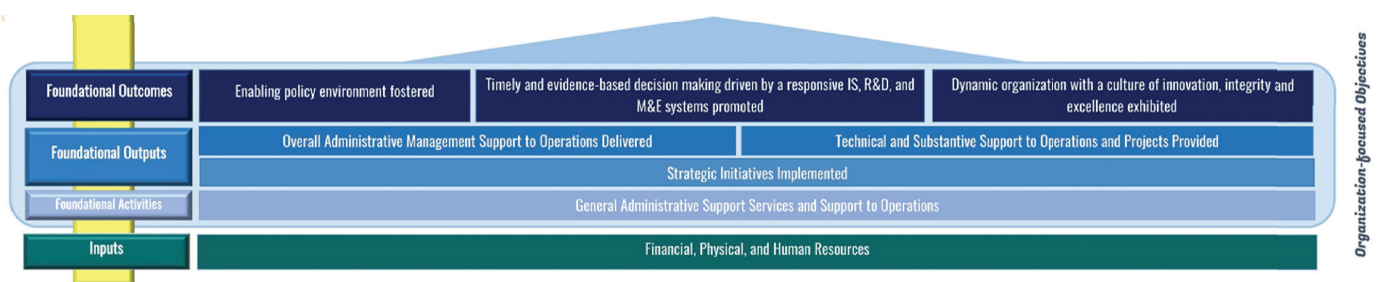 Foundational Outcomes
Enabling policy environment fostered
Timely and evidence-based decision making driven by a responsive IS, R&D, and
M&E systems promoted
Dynamic organization with a culture of innovation, integrity and
excellence exhibited
Foundational Outputs
Overall Administrative Management Support to Operations Delivered
Technical and Substantive Support to Operations and Projects Provided
Strategic Initiatives Implemented
Foundational Activities
General Administrative Support Services and Support to Operations
Inputs
Financial, Physical, and Human Resources
Organization-focused Objectives